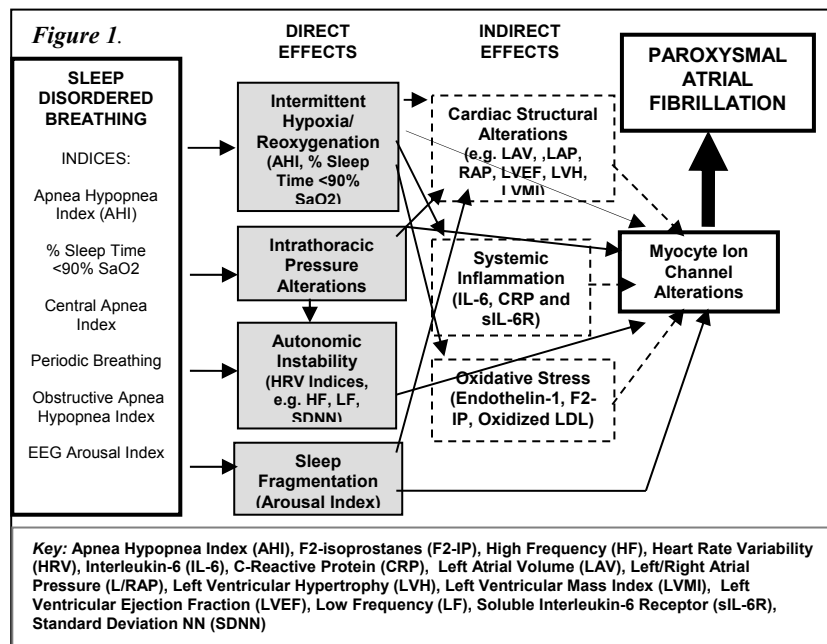 Figure 1.
DIRECT
EFFECTS
INDIRECT
EFFECTS
SLEEP
DISORDERED
BREATHING
INDICES:
Apnea Hypopnea
Index (AHI)
% Sleep Time
<90% SaO2
Central Apnea
Index
Periodic Breathing
Obstructive Apnea
Hypopnea Index
EEG Arousal Index
Intermittent
Hypoxia/
Reoxygenation
(AHI, % Sleep
Time <90%
SaO2)
Intrathoracic
Pressure
Alterations
Autonomic
Instability
(HRV Indices,
e.g. HF, LF,
SDNN)
Sleep
Fragmentation
(Arousal Index)
Cardiac Structural
Alterations
(e.g. LAV, ,LAP,
RAP, LVEF, LVH,
LVMI)
Systemic
Inflammation
(IL-6, CRP and
sIL-6R)
Oxidative Stress
(Endothelin-1, F2-
IP, Oxidized LDL)
PAROXYSMAL
ATRIAL
FIBRILLATION
Myocyte Ion
Channel
Alterations
Key: Apnea Hypopnea Index (AHI), F2-isoprostanes (F2-IP), High Frequency (HF), Heart Rate Variability
(HRV), Interleukin-6 (IL-6), C-Reactive Protein (CRP), Left Atrial Volume (LAV), Left/Right Atrial
Pressure (L/RAP), Left Ventricular Hypertrophy (LVH), Left Ventricular Mass Index (LVMI), Left
Ventricular Ejection Fraction (LVEF), Low Frequency (LF), Soluble Interleukin-6 Receptor (sIL-6R),
Standard Deviation NN (SDNN)